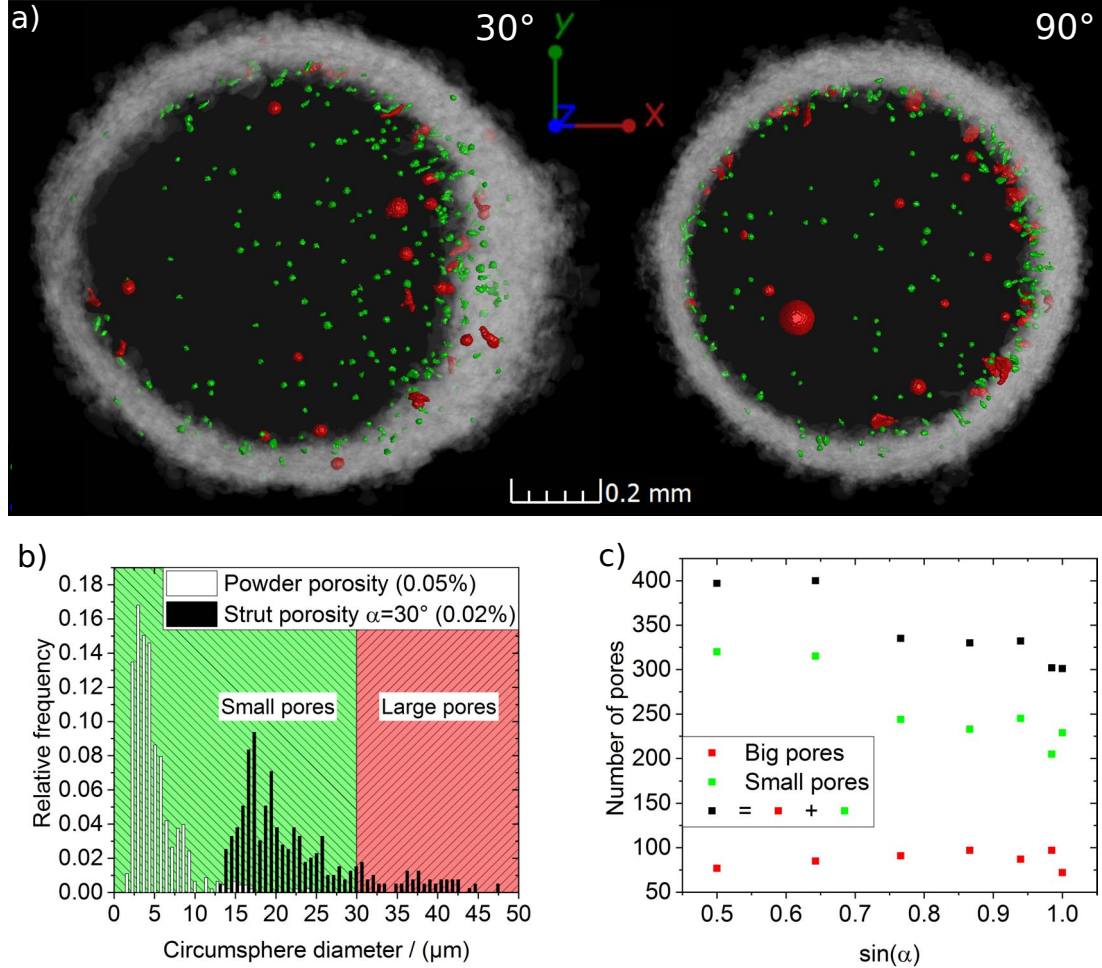 a)
30°
90°
Y
Z
X
0.2 mm
b)
0.18
0.16
0.14
0.12
0.10
0.08
0.06
0.04
0.02
0.00
Relative frequency
Powder porosity (0.05%)
Strut porosity α=30° (0.02%)
Small pores
Large pores
0 5 10 15 20 25 30 35 40 45 50
Circumsphere diameter / (µm)
c)
400
350
300
250
200
150
100
50
Number of pores
Big pores
Small pores
= +
0.5 0.6 0.7 0.8 0.9 1.0
sin(α)